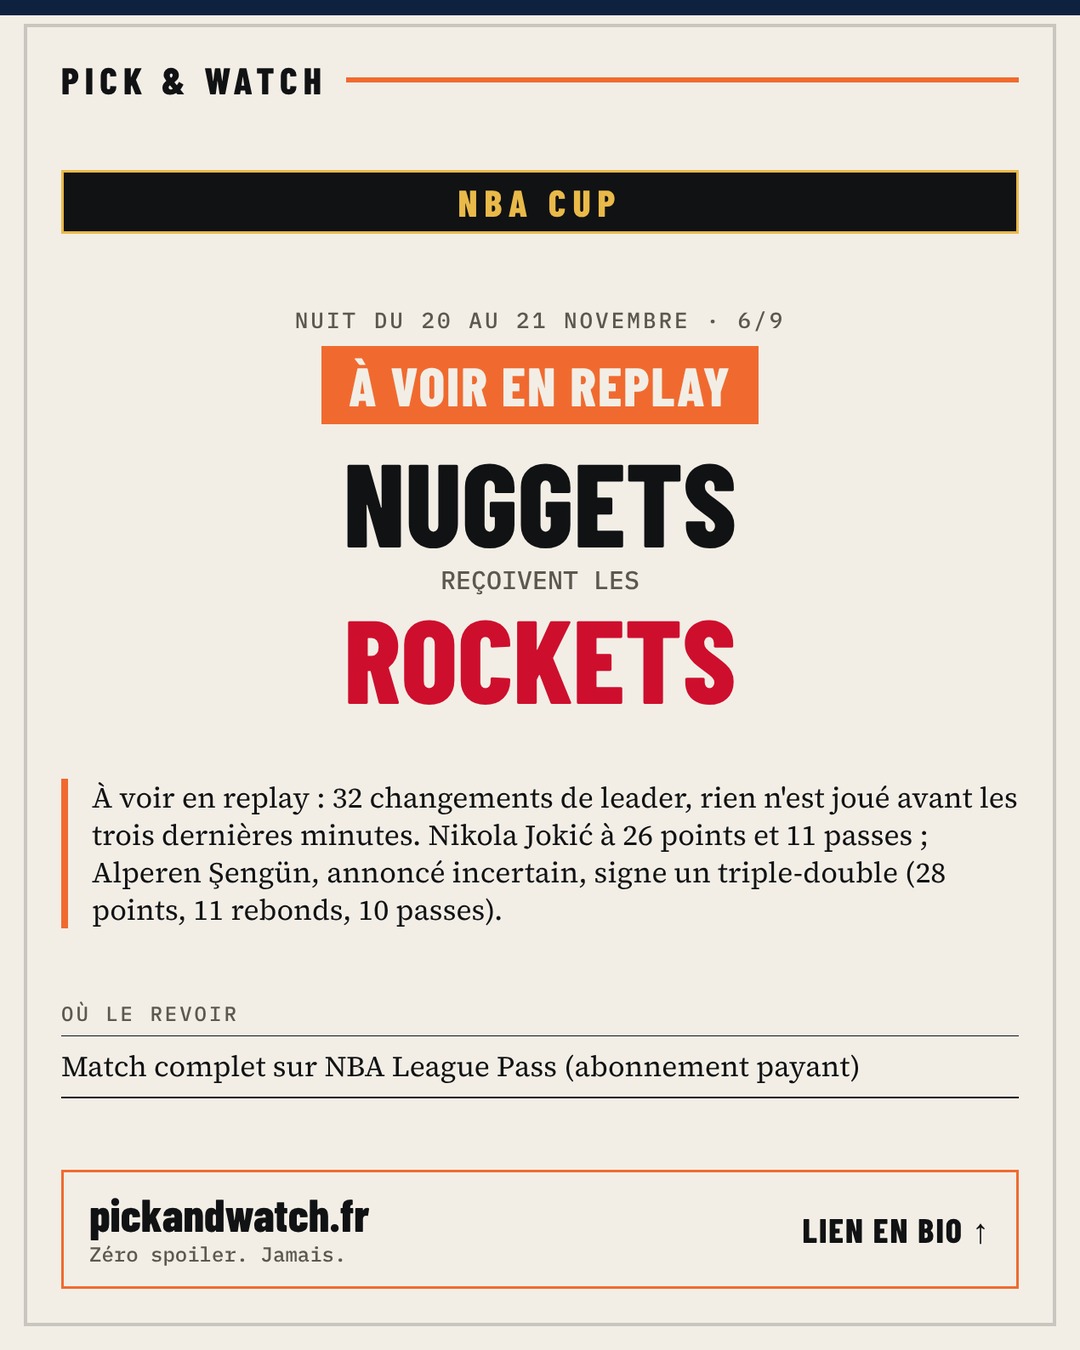 PICK & WATCH
NBA CUP
NUIT DU 20 AU 21 NOVEMBRE · 6/9
À VOIR EN REPLAY
NUGGETS
REÇOIVENT LES
ROCKETS
À voir en replay : 32 changements de leader, rien n'est joué avant les
trois dernières minutes. Nikola Jokić à 26 points et 11 passes ;
Alperen Şengün, annoncé incertain, signe un triple-double (28
points, 11 rebonds, 10 passes).
OÙ LE REVOIR
Match complet sur NBA League Pass (abonnement payant)
pickandwatch.fr
Zéro spoiler. Jamais.
LIEN EN BIO ↑